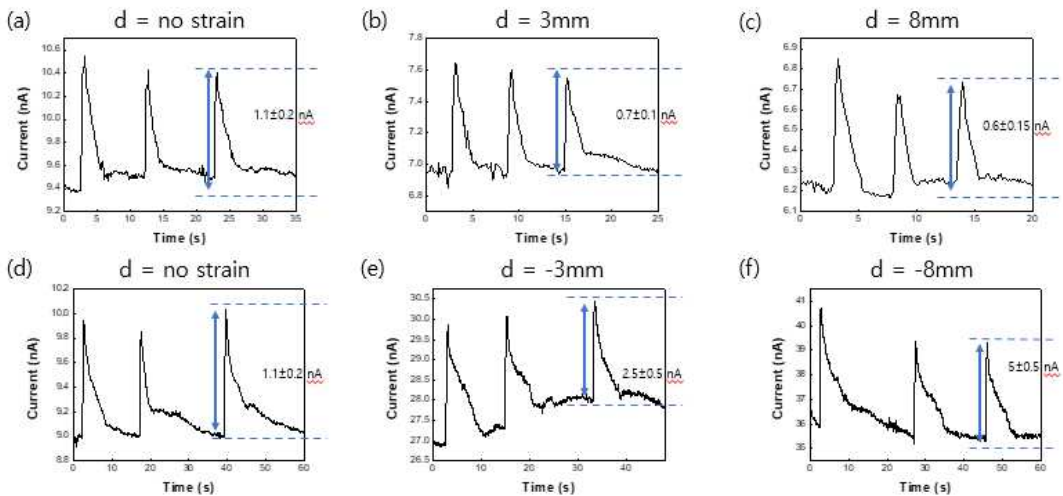 (a) d = no strain
Current (nA)
10.6
10.4
10.2
10.0
9.8
9.6
9.4
9.2
1.1±0.2 nA
0 5 10 15 20 25 30 35
Time (s)
(b) d = 3mm
Current (nA)
7.8
7.6
7.4
7.2
7.0
6.8
0.7±0.1 nA
0 5 10 15 20 25
Time (s)
(c) d = 8mm
Current (nA)
6.9
6.8
6.7
6.6
6.5
6.4
6.3
6.2
6.1
0.6±0.15 nA
0 5 10 15 20
Time (s)
(d) d = no strain
Current (nA)
10.2
10.0
9.8
9.6
9.4
9.2
9.0
8.8
1.1±0.2 nA
0 10 20 30 40 50 60
Time (s)
(e) d = -3mm
Current (nA)
30.5
30.0
29.5
29.0
28.5
28.0
27.5
27.0
26.5
2.5±0.5 nA
0 10 20 30 40
Time (s)
(f) d = -8mm
Current (nA)
41
40
39
38
37
36
35
5±0.5 nA
0 10 20 30 40 50 60
Time (s)